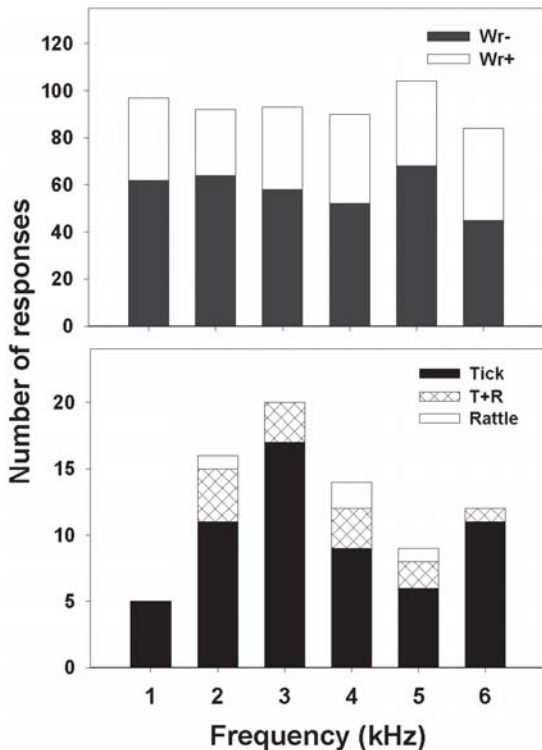 Number of responses
120
100
80
60
40
20
0
Wr-
Wr+
20
15
10
5
0
Tick
T+R
Rattle
1 2 3 4 5 6
Frequency (kHz)